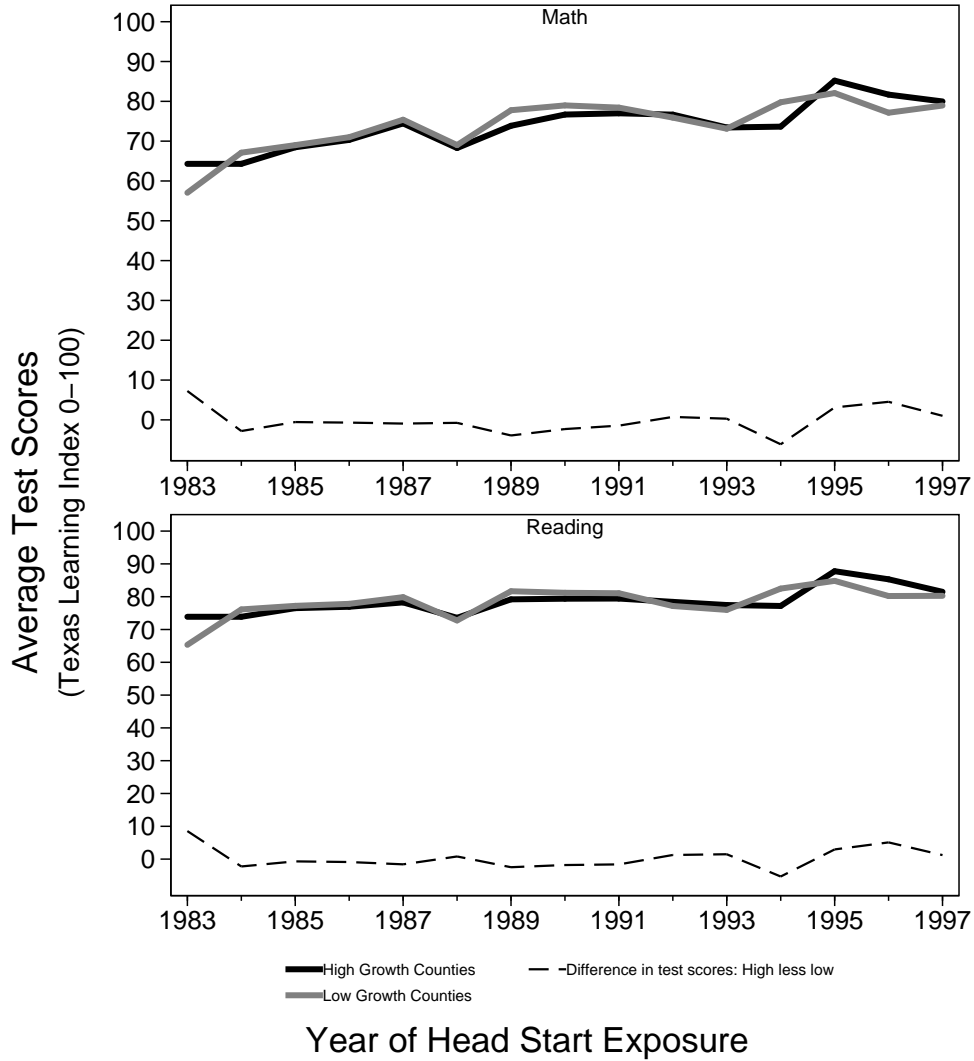 Average Test Scores
(Texas Learning Index 0–100)
Math
100
90
80
70
60
50
40
30
20
10
0
1983 1985 1987 1989 1991 1993 1995 1997
Reading
100
90
80
70
60
50
40
30
20
10
0
1983 1985 1987 1989 1991 1993 1995 1997
High Growth Counties Difference in test scores: High less low
Low Growth Counties
Year of Head Start Exposure